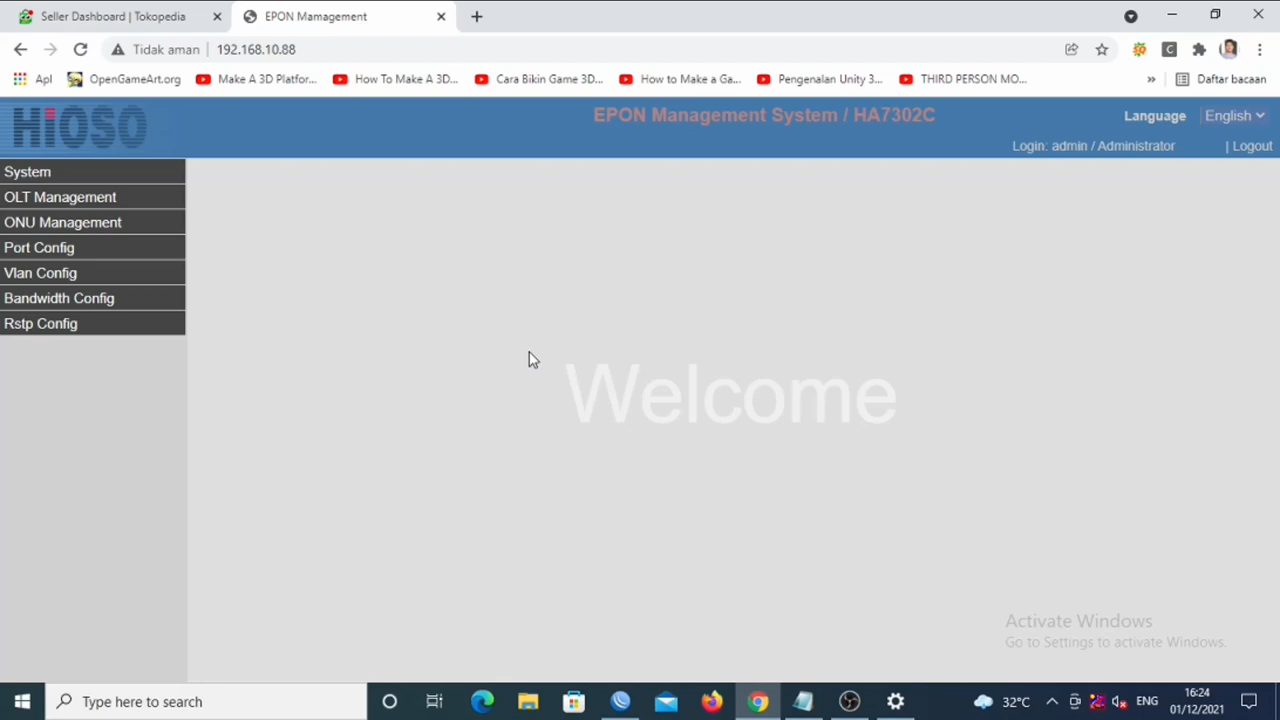 Seller Dashboard | Tokopedia
EPON Mamagement
Tidak aman
192.168.10.88
Apl
OpenGameArt.org
Make A 3D Platfor...
How To Make A 3D...
Cara Bikin Game 3D...
How to Make a Ga...
Pengenalan Unity 3...
THIRD PERSON MO...
»
Daftar bacaan
HIOSO
EPON Management System / HA7302C
Language
English
Login: admin / Administrator
| Logout
System
OLT Management
ONU Management
Port Config
Vlan Config
Bandwidth Config
Rstp Config
Welcome
Activate Windows
Go to Settings to activate Windows.
Type here to search
32°C
ENG
16:24
01/12/2021